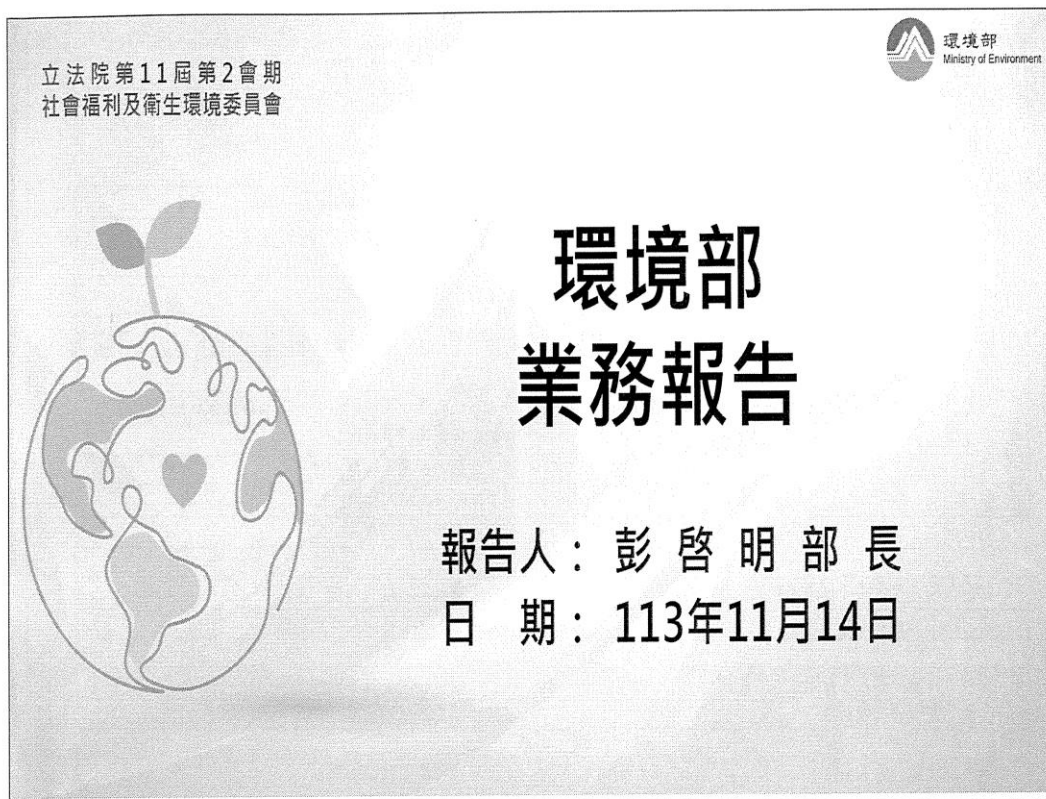 立法院第11屆第2會期
社會福利及衛生環境委員會
環境部
Ministry of Environment
環境部
業務報告
報告人：彭啓明部長
日　期：113年11月14日